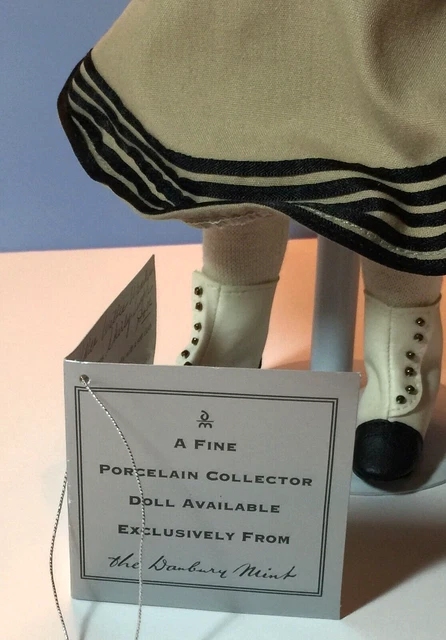 A FINE
PORCELAIN COLLECTOR
DOLL AVAILABLE
EXCLUSIVELY FROM
the Danbury Mint